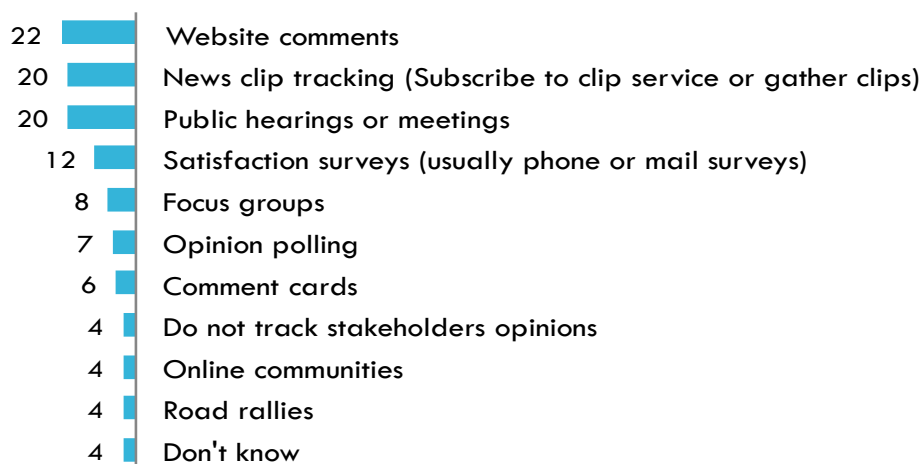 22 Website comments
20 News clip tracking (Subscribe to clip service or gather clips)
20 Public hearings or meetings
12 Satisfaction surveys (usually phone or mail surveys)
8 Focus groups
7 Opinion polling
6 Comment cards
4 Do not track stakeholders opinions
4 Online communities
4 Road rallies
4 Don't know